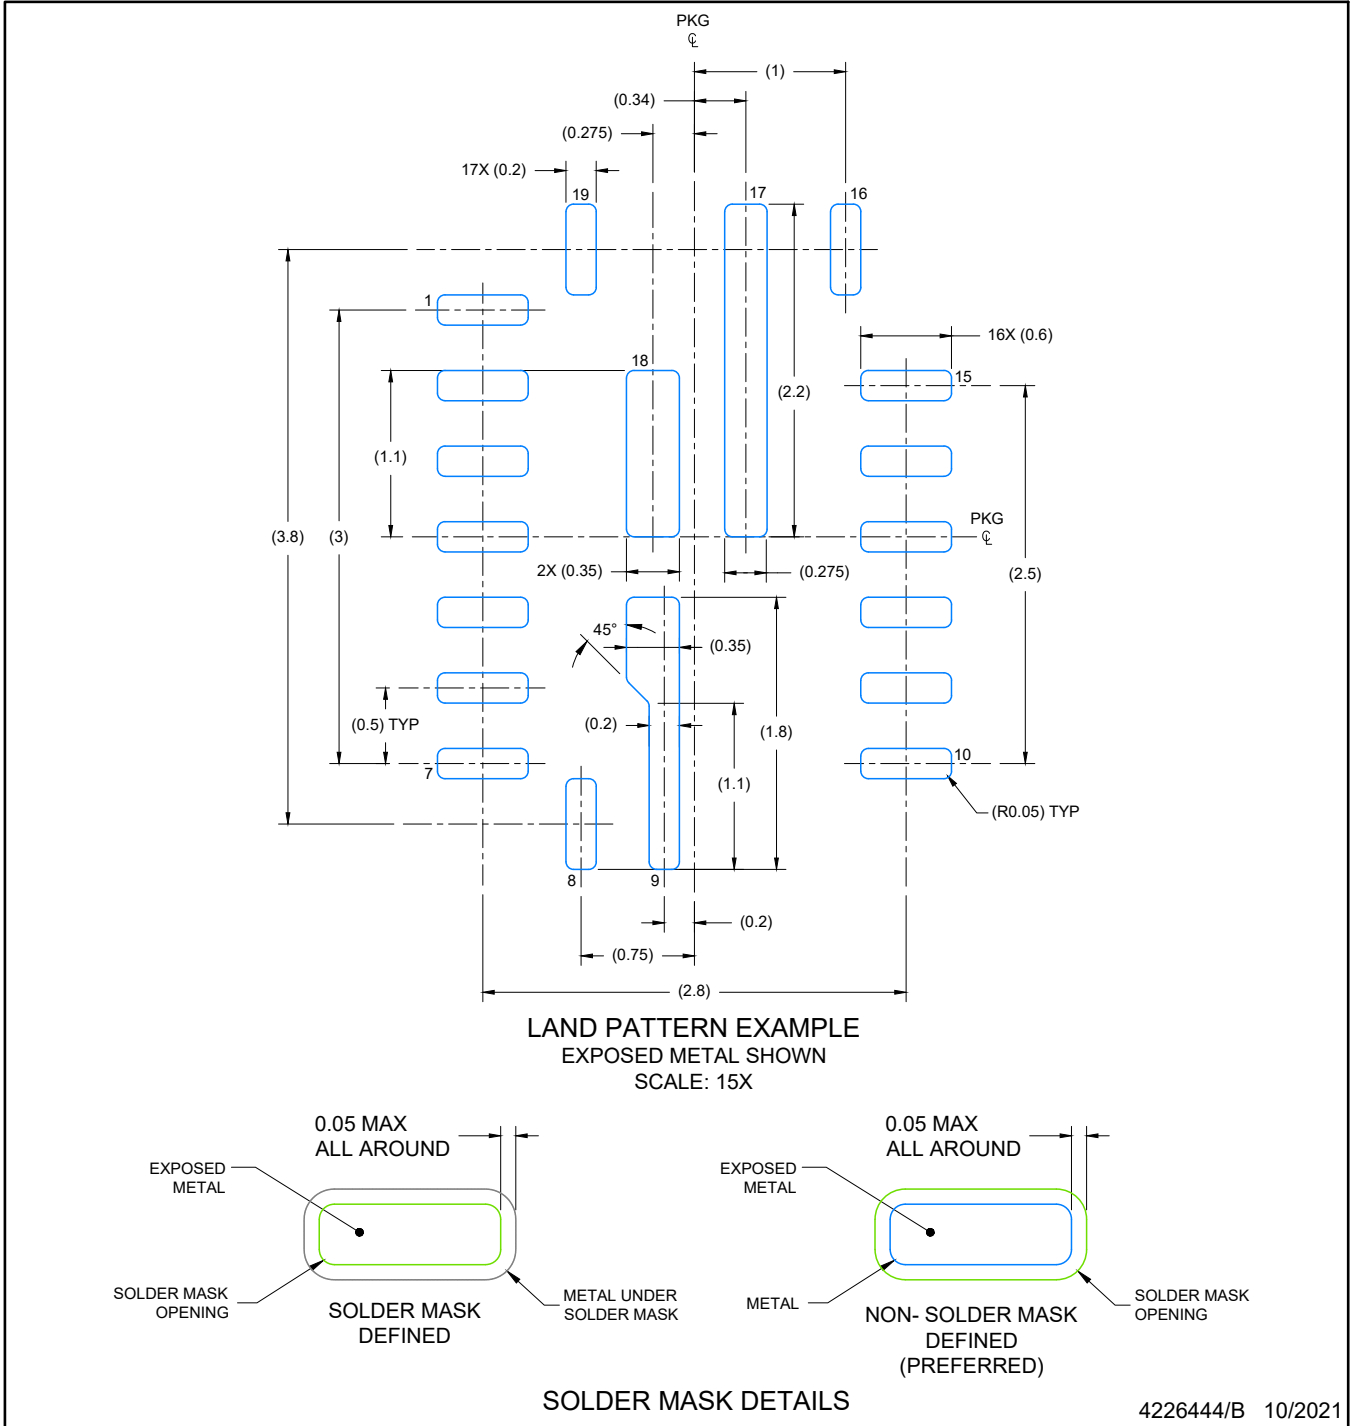 PKG
℄
(1)
(0.34)
(0.275)
17X (0.2)
19
17
16
1
16X (0.6)
18
15
(2.2)
(1.1)
PKG
℄
(3.8)
(3)
2X (0.35)
(0.275)
(2.5)
45°
(0.35)
(0.5) TYP
(0.2)
(1.8)
7
10
(1.1)
(R0.05) TYP
8
9
(0.2)
(0.75)
(2.8)
LAND PATTERN EXAMPLE
EXPOSED METAL SHOWN
SCALE: 15X
0.05 MAX
ALL AROUND
EXPOSED
METAL
SOLDER MASK
OPENING
METAL UNDER
SOLDER MASK
SOLDER MASK
DEFINED
0.05 MAX
ALL AROUND
EXPOSED
METAL
METAL
SOLDER MASK
OPENING
NON- SOLDER MASK
DEFINED
(PREFERRED)
SOLDER MASK DETAILS
4226444/B 10/2021